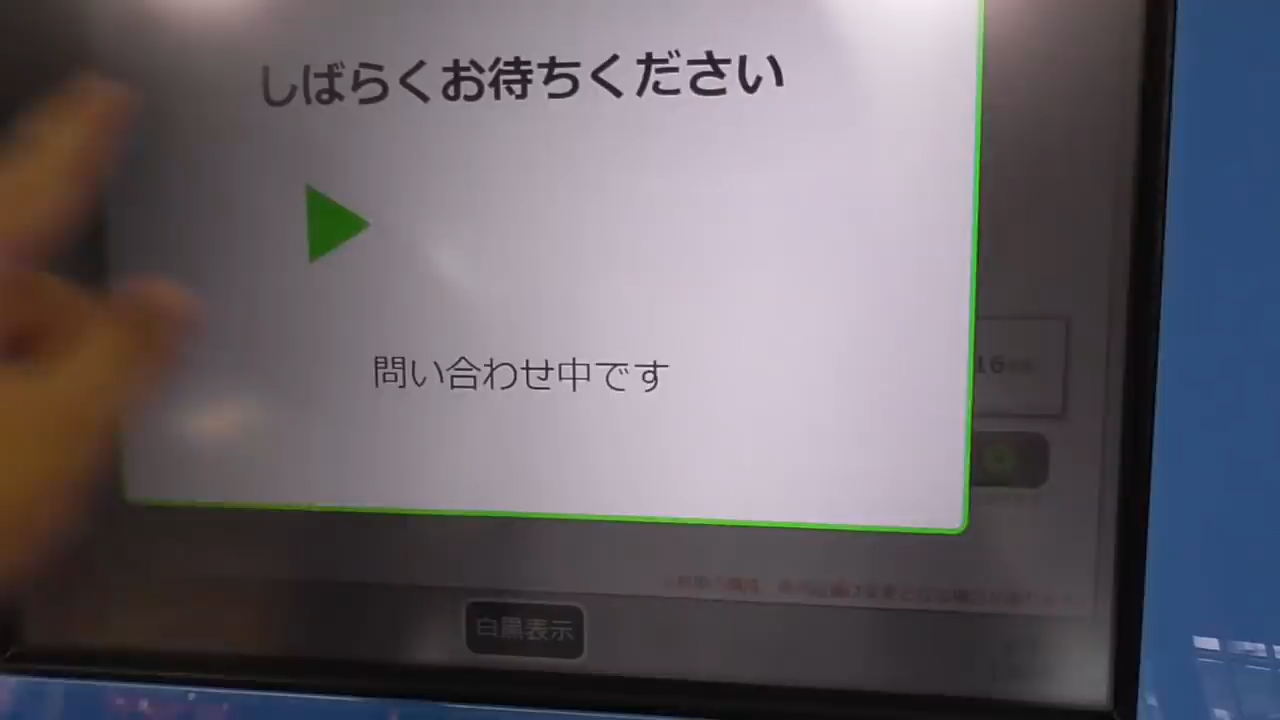 しばらくお待ちください
問い合わせ中です
16
白黒表示